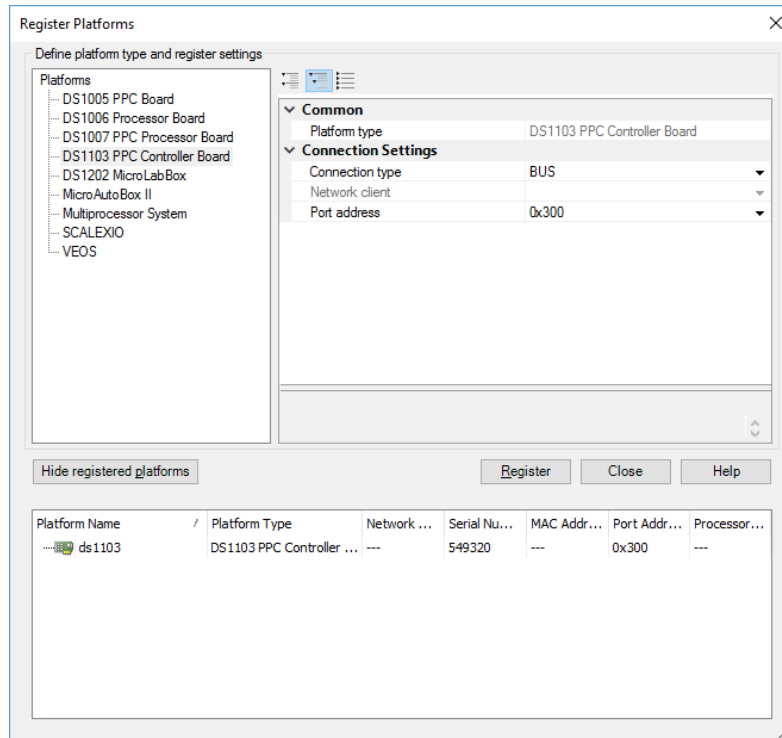 Register Platforms
Define platform type and register settings
Platforms
DS1005 PPC Board
DS1006 Processor Board
DS1007 PPC Processor Board
DS1103 PPC Controller Board
DS1202 MicroLabBox
MicroAutoBox II
Multiprocessor System
SCALEXIO
VEOS
Common
Platform type DS1103 PPC Controller Board
Connection Settings
Connection type BUS
Network client
Port address 0x300
Hide registered platforms Register Close Help
Platform Name / Platform Type Network ... Serial Nu... MAC Addr... Port Addr... Processor...
ds1103 DS1103 PPC Controller ... --- 549320 --- 0x300 ---